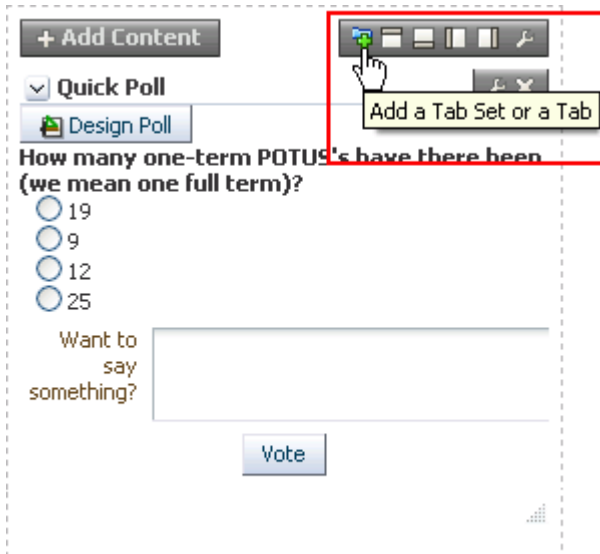 + Add Content
Quick Poll
Add a Tab Set or a Tab
Design Poll
How many one-term POTUS's have there been
(we mean one full term)?
19
9
12
25
Want to
say
something?
Vote